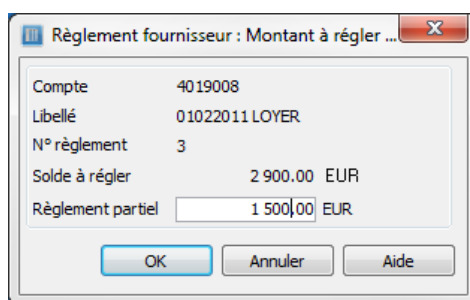 Règlement fournisseur : Montant à régler ...
Compte 4019008
Libellé 01022011 LOYER
N° règlement 3
Solde à régler 2 900.00 EUR
Règlement partiel 1 500,00 EUR
OK Annuler Aide